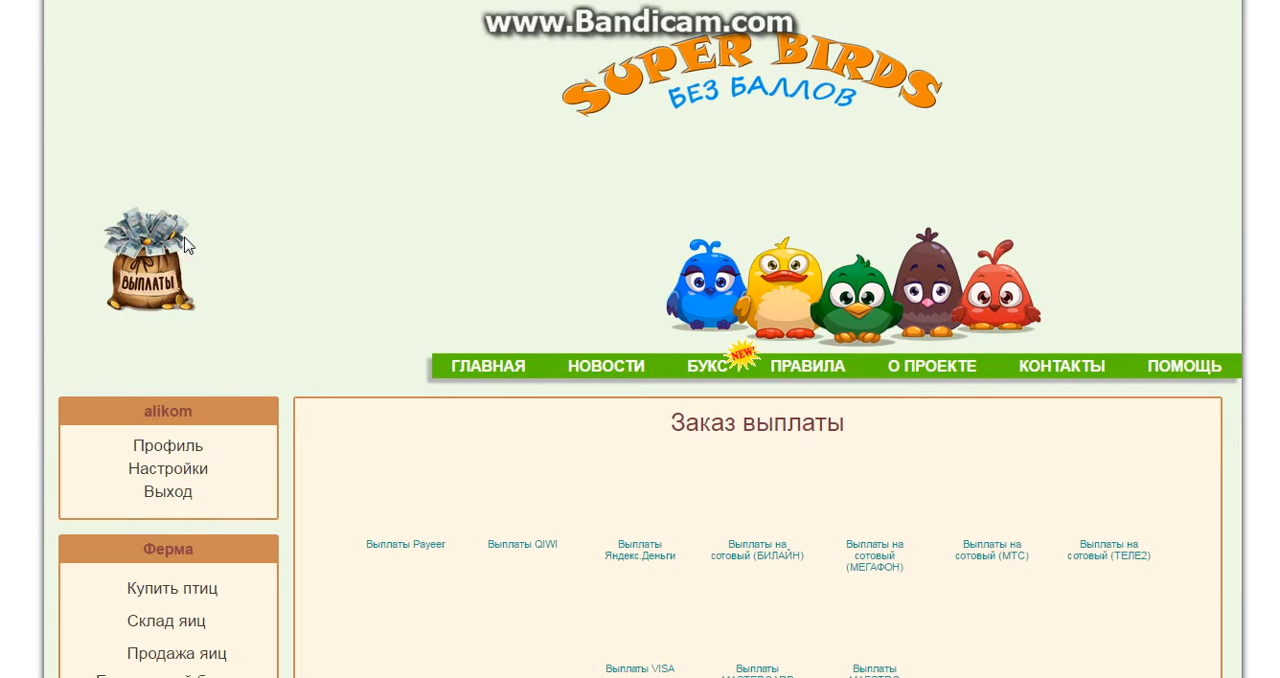 www.Bandicam.com
SUPER BIRDS
БЕЗ БАЛЛОВ
ВЫПЛАТЫ
NEW
ГЛАВНАЯ НОВОСТИ БУКС ПРАВИЛА О ПРОЕКТЕ КОНТАКТЫ ПОМОЩЬ
alikom
Профиль
Настройки
Выход
Ферма
Купить птиц
Склад яиц
Продажа яиц
Заказ выплаты
Выплаты Payeer
Выплаты QIWI
Выплаты
Яндекс.Деньги
Выплаты на
сотовый (БИЛАЙН)
Выплаты на
сотовый
(МЕГАФОН)
Выплаты на
сотовый (МТС)
Выплаты на
сотовый (ТЕЛЕ2)
Выплаты VISA
Выплаты
Выплаты